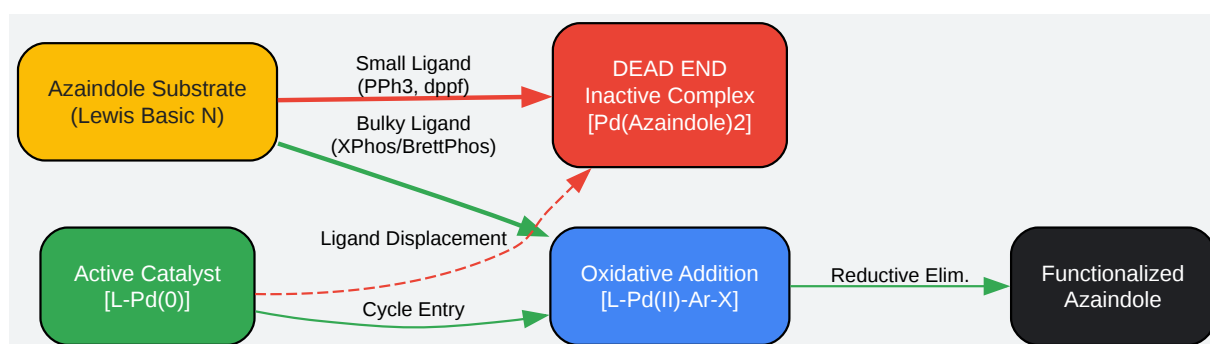 Azaindole Substrate
(Lewis Basic N)
Small Ligand
(PPh3, dppf)
DEAD END
Inactive Complex
[Pd(Azaindole)2]
Bulky Ligand
(XPhos/BrettPhos)
Ligand Displacement
Active Catalyst
[L-Pd(0)]
Cycle Entry
Oxidative Addition
[L-Pd(II)-Ar-X]
Reductive Elim.
Functionalized
Azaindole